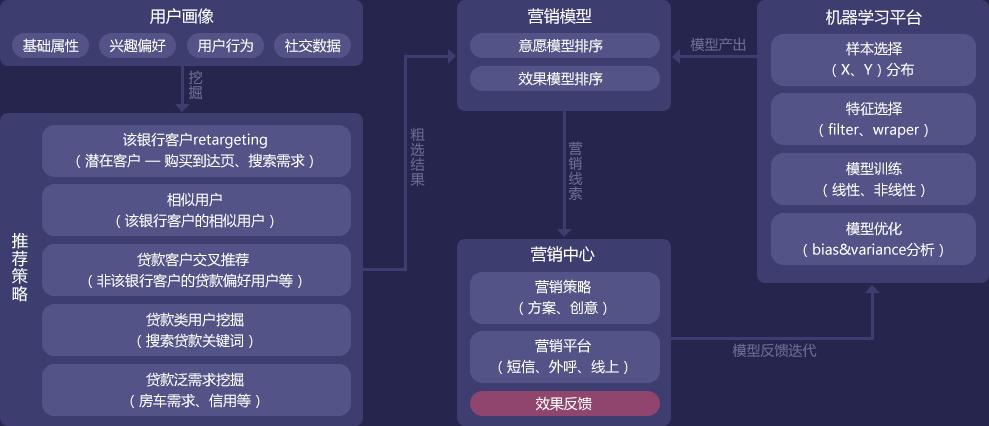 用户画像
基础属性
兴趣偏好
用户行为
社交数据
挖掘
推荐策略
该银行客户retargeting
（潜在客户 — 购买到达页、搜索需求）
相似用户
（该银行客户的相似用户）
贷款客户交叉推荐
（非该银行客户的贷款偏好用户等）
贷款类用户挖掘
（搜索贷款关键词）
贷款泛需求挖掘
（房车需求、信用等）
粗选结果
营销模型
意愿模型排序
效果模型排序
营销线索
营销中心
营销策略
（方案、创意）
营销平台
（短信、外呼、线上）
效果反馈
模型产出
机器学习平台
样本选择
（X、Y）分布
特征选择
（filter、wraper）
模型训练
（线性、非线性）
模型优化
（bias&variance分析）
模型反馈迭代